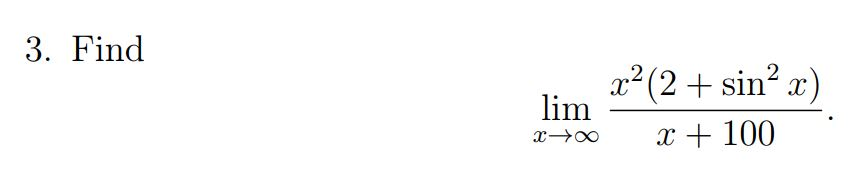 3. Find
lim x→∞ x²(2 + sin² x) / x + 100.